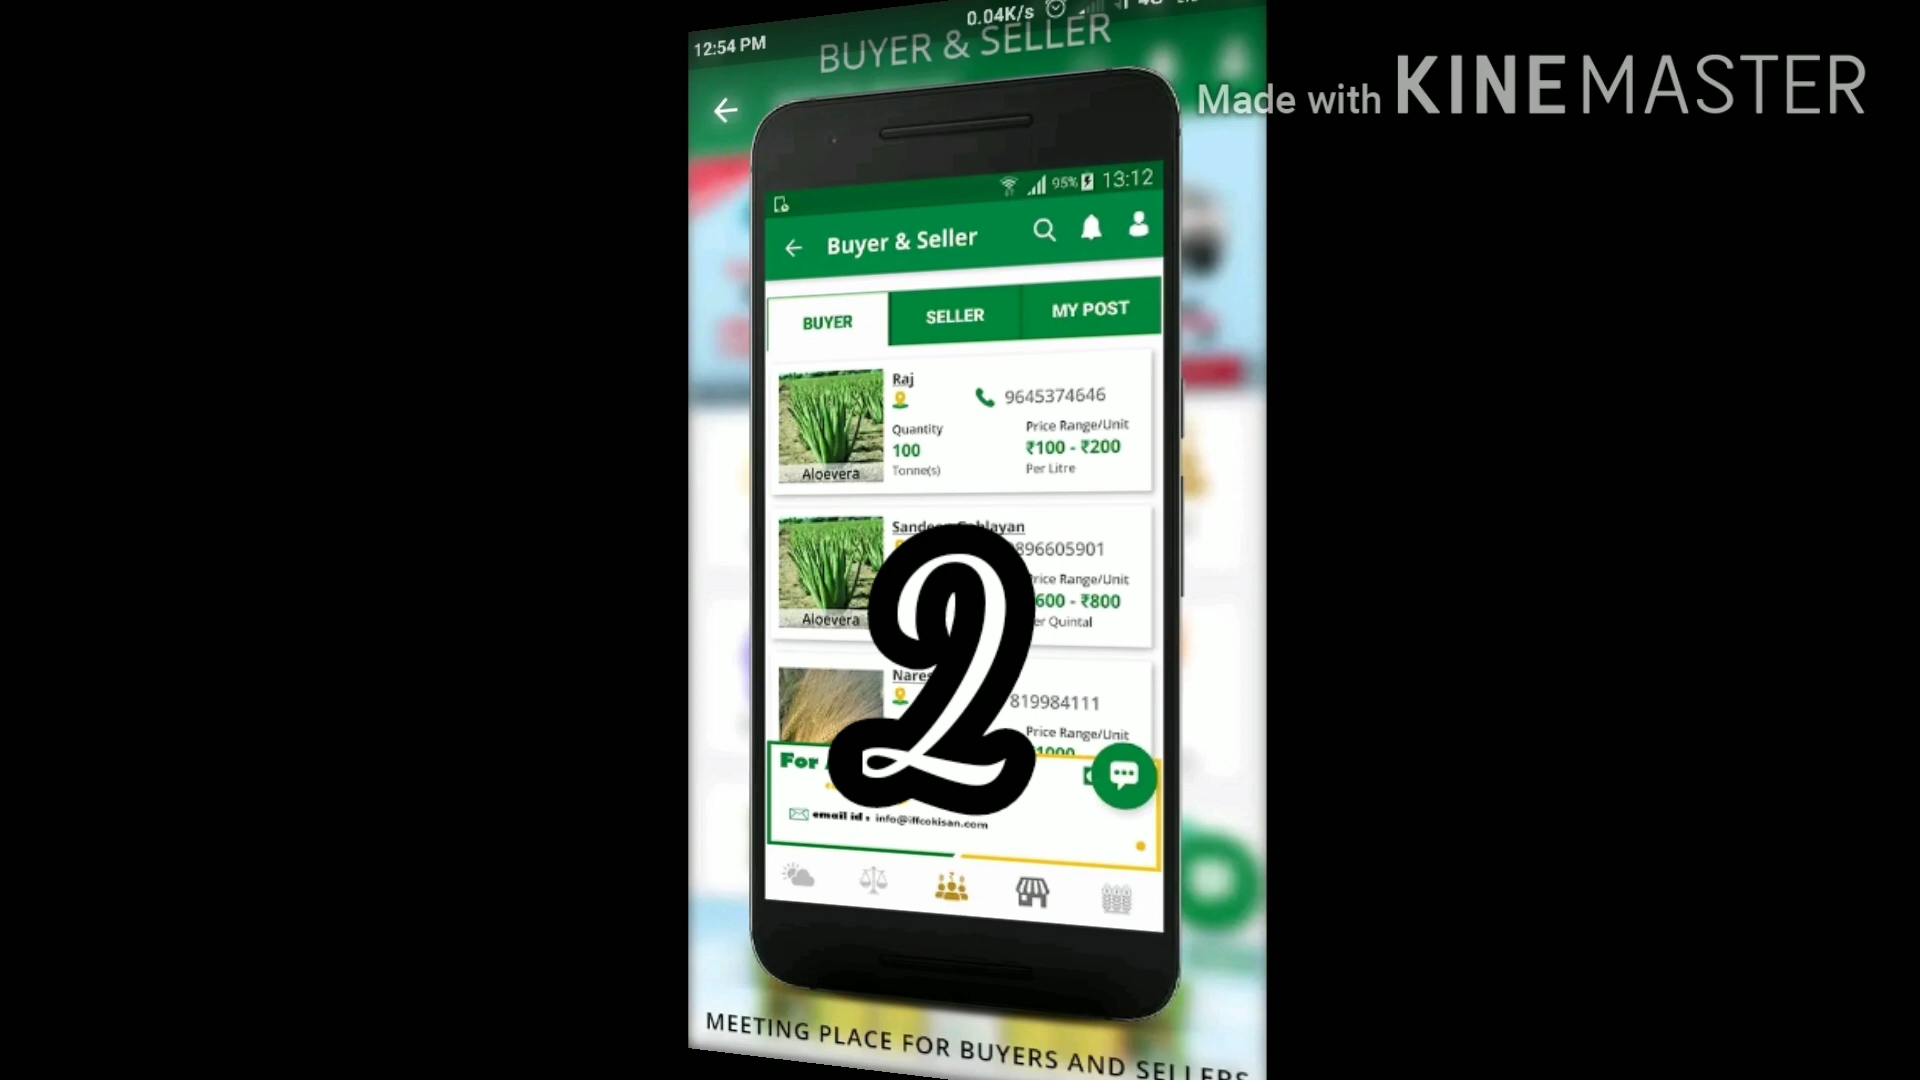 0.04K/s
12:54 PM
BUYER & SELLER
Made with KINEMASTER
95% 13:12
Buyer & Seller
BUYER SELLER MY POST
Raj
9645374646
Quantity Price Range/Unit
100 ₹100 - ₹200
Tonne(s) Per Litre
Aloevera
896605901
Price Range/Unit
600 - ₹800
Quintal
Aloevera
2
819984111
Price Range/Unit
For
email id : info@iffcokisan.com
MEETING PLACE FOR BUYERS AND SELLERS